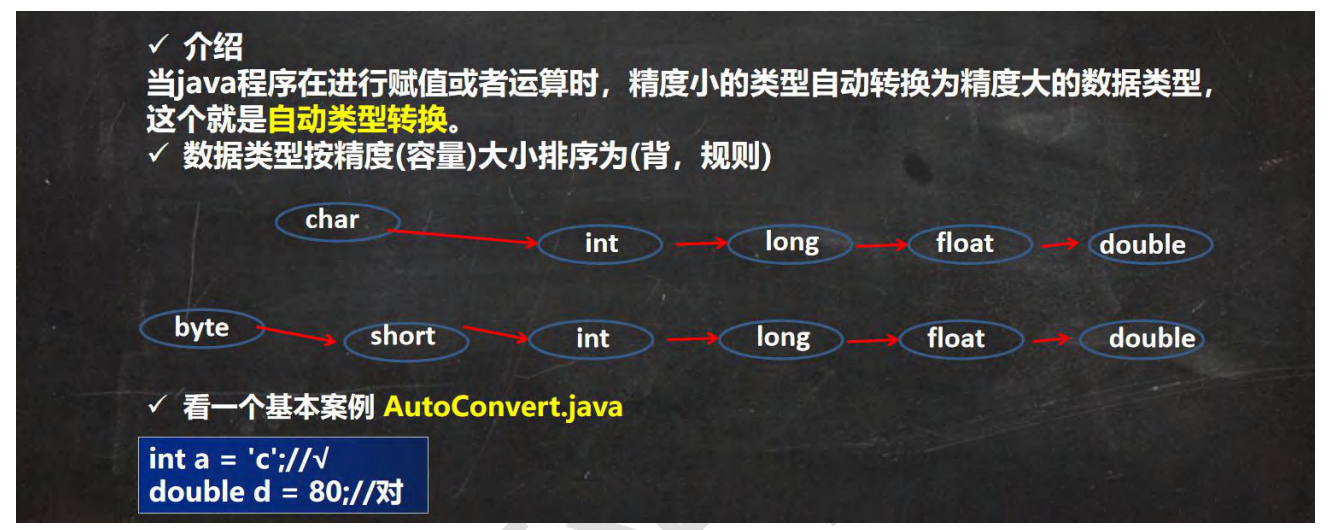 ✓ 介绍
当java程序在进行赋值或者运算时，精度小的类型自动转换为精度大的数据类型，
这个就是自动类型转换。
✓ 数据类型按精度(容量)大小排序为(背，规则)
char int long float double
byte short int long float double
✓ 看一个基本案例 AutoConvert.java
int a = 'c';//√
double d = 80;//对